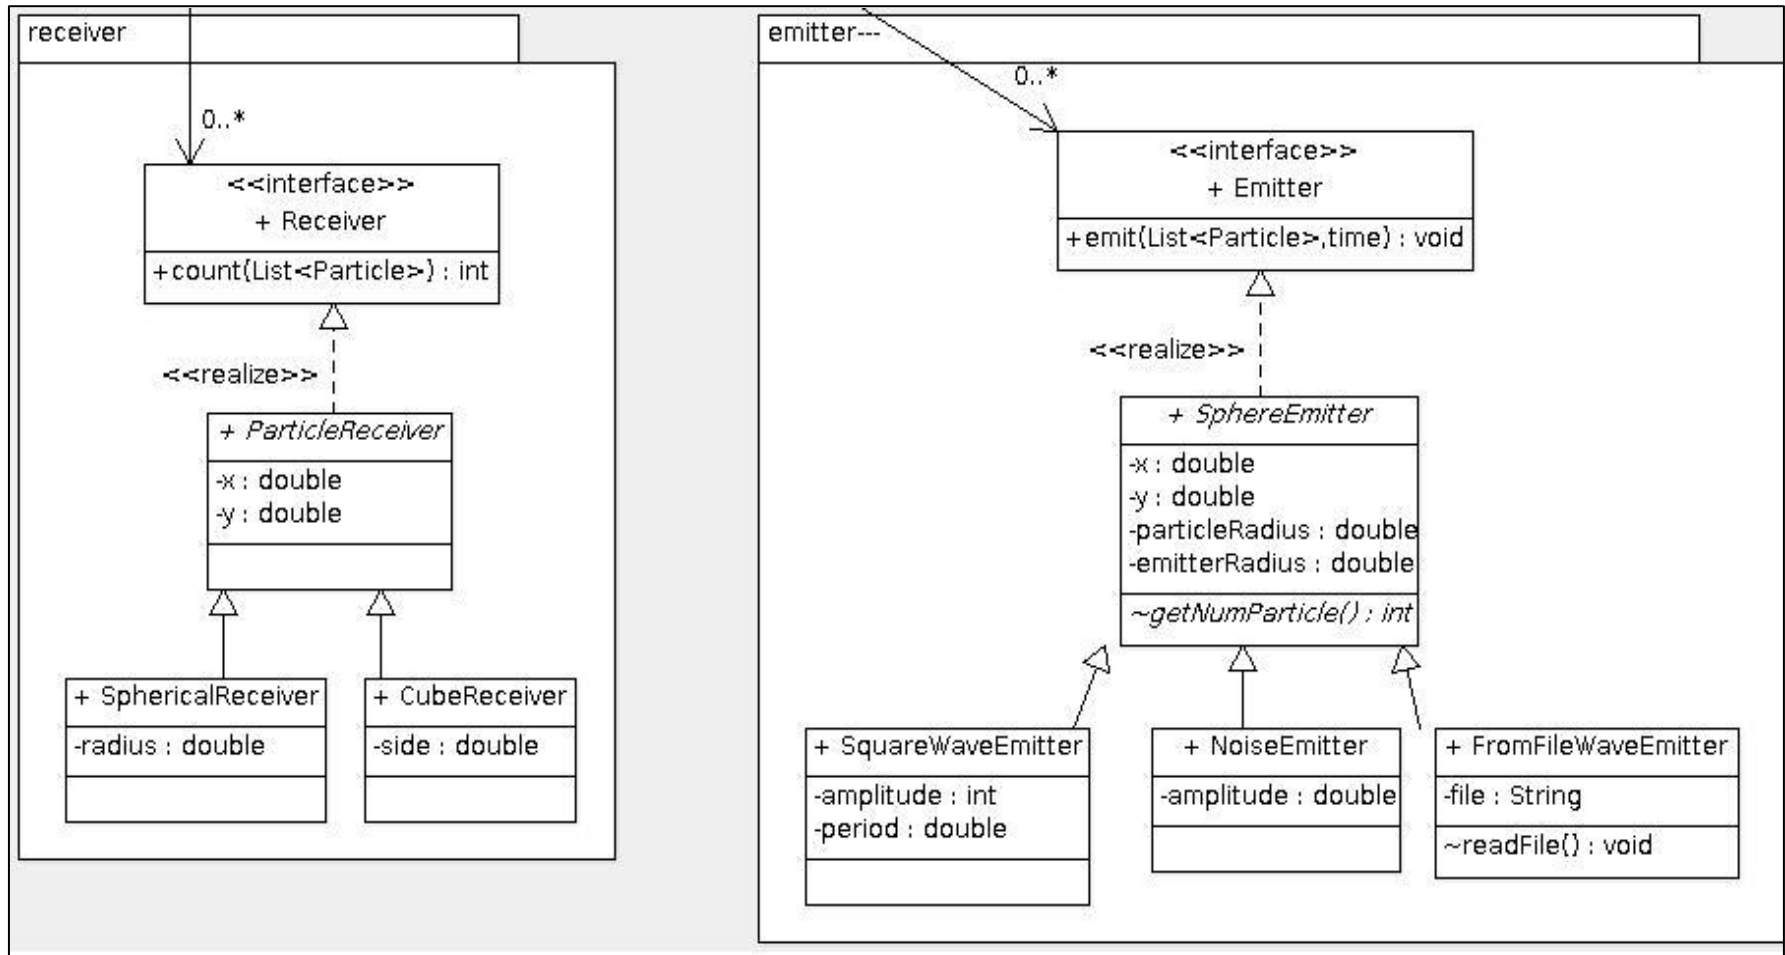 receiver
0..*
<<interface>>
+ Receiver
+count(List<Particle>) : int
<<realize>>
+ ParticleReceiver
-x : double
-y : double
+ SphericalReceiver
-radius : double
+ CubeReceiver
-side : double
emitter---
0..*
<<interface>>
+ Emitter
+emit(List<Particle>,time) : void
<<realize>>
+ SphereEmitter
-x : double
-y : double
-particleRadius : double
-emitterRadius : double
~getNumParticle() : int
+ SquareWaveEmitter
-amplitude : int
-period : double
+ NoiseEmitter
-amplitude : double
+ FromFileWaveEmitter
-file : String
~readFile() : void